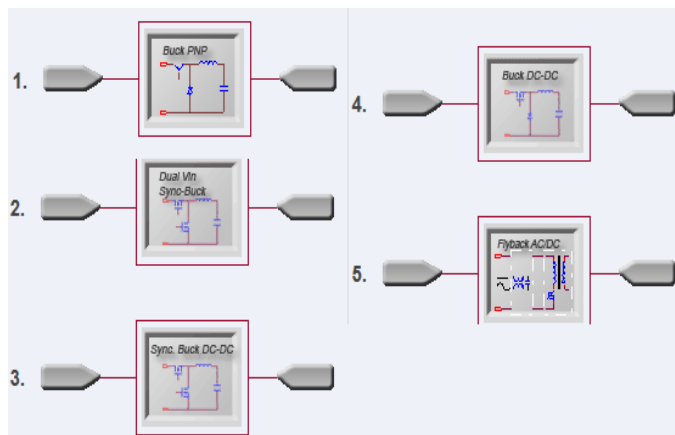 1.
Buck PNP
2.
Dual Vin
Sync-Buck
3.
Sync. Buck DC-DC
4.
Buck DC-DC
5.
Flyback AC/DC